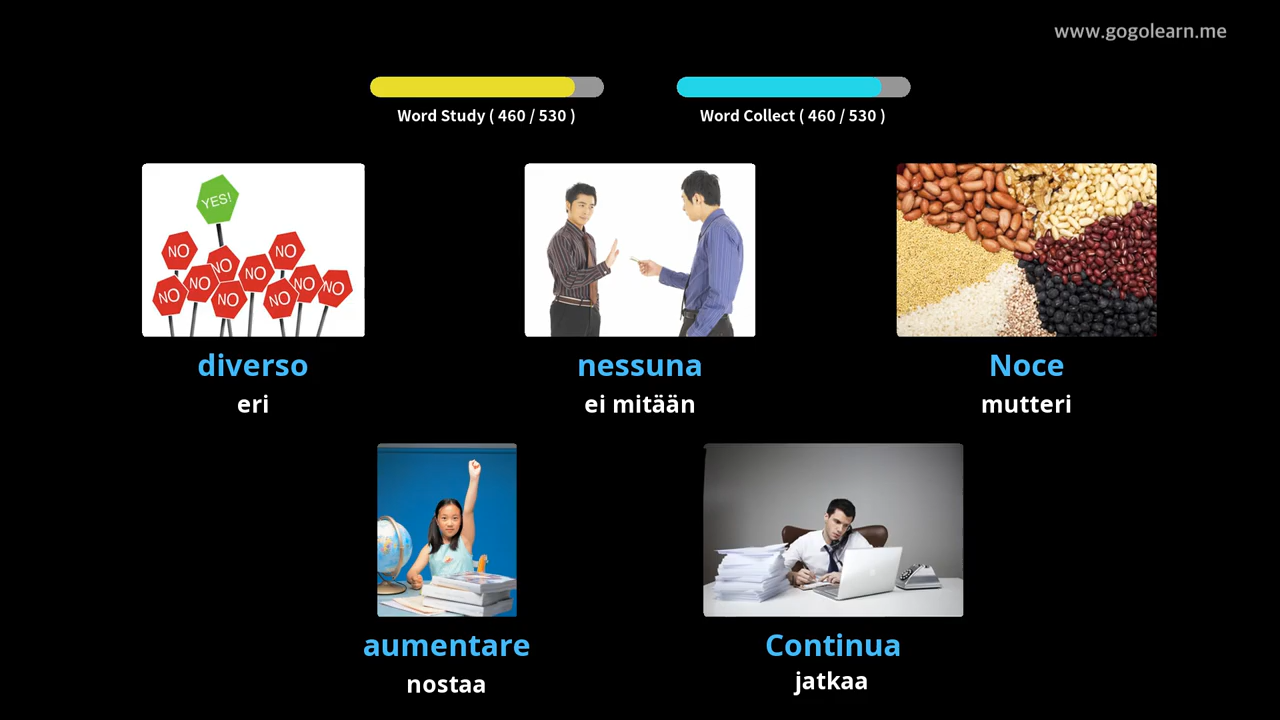 www.gogolearn.me
Word Study ( 460 / 530 )
Word Collect ( 460 / 530 )
YES!
NO
NO
NO
NO
NO
NO
NO
NO
NO
NO
diverso
eri
nessuna
ei mitään
Noce
mutteri
aumentare
nostaa
Continua
jatkaa